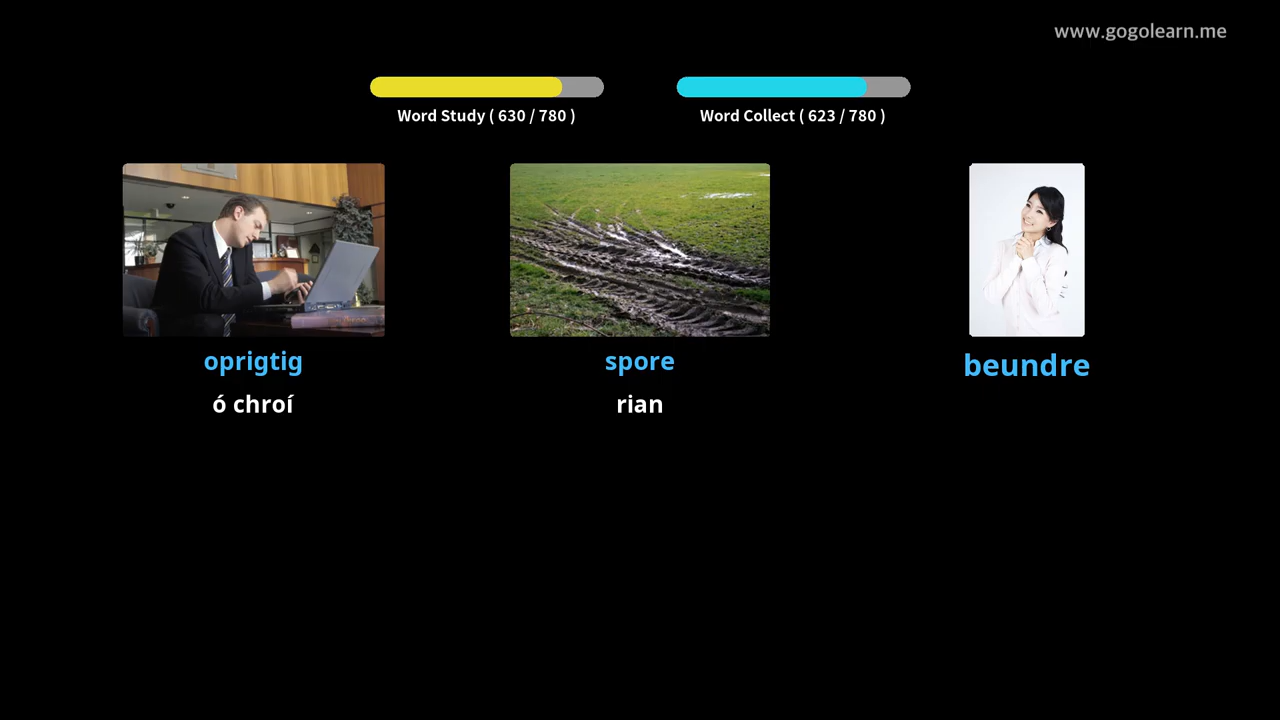 www.gogolearn.me
Word Study ( 630 / 780 )
Word Collect ( 623 / 780 )
oprigtig
ó chroí
spore
rian
beundre